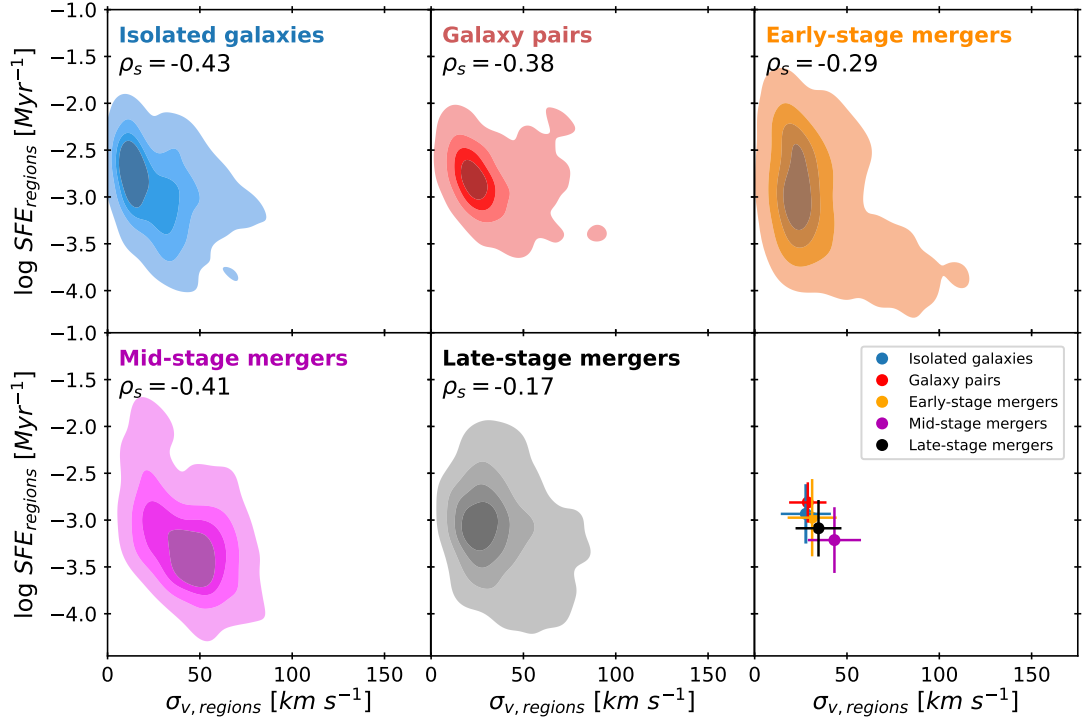 Isolated galaxies
ρs = -0.43
Galaxy pairs
ρs = -0.38
Early-stage mergers
ρs = -0.29
−1.0
−1.5
−2.0
−2.5
−3.0
−3.5
−4.0
log SFEregions [Myr−1]
Mid-stage mergers
ρs = -0.41
Late-stage mergers
ρs = -0.17
Isolated galaxies
Galaxy pairs
Early-stage mergers
Mid-stage mergers
Late-stage mergers
−1.0
−1.5
−2.0
−2.5
−3.0
−3.5
−4.0
log SFEregions [Myr−1]
0 50 100 150 0 50 100 150 0 50 100 150
σv, regions [km s−1] σv, regions [km s−1] σv, regions [km s−1]